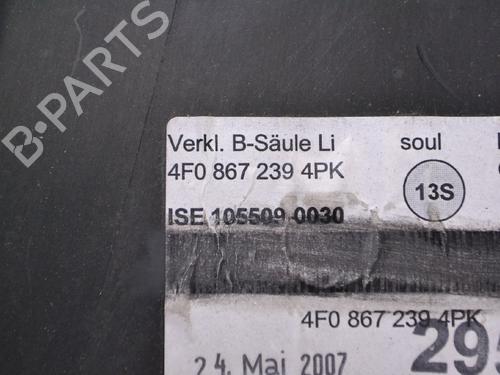 B-PARTS
Verkl. B-Säule Li soul
4F0 867 239 4PK 13S
ISE 105509 0030
4F0 867 239 4PK
24. Mai 2007